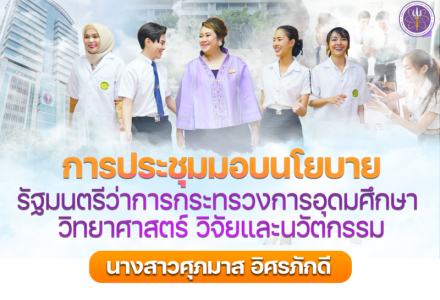 การประชุมมอบนโยบาย
รัฐมนตรีว่าการกระทรวงการอุดมศึกษา
วิทยาศาสตร์ วิจัยและนวัตกรรม
นางสาวศุภมาส อิศรภักดี